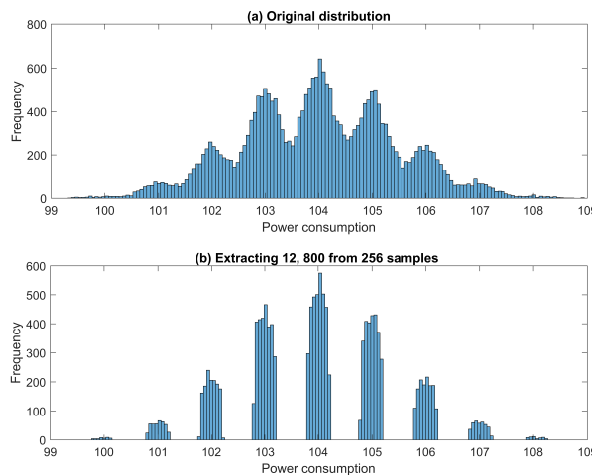 (a) Original distribution
800
600
400
200
0
Frequency
99 100 101 102 103 104 105 106 107 108 109
Power consumption
(b) Extracting 12, 800 from 256 samples
600
500
400
300
200
100
0
Frequency
99 100 101 102 103 104 105 106 107 108 109
Power consumption